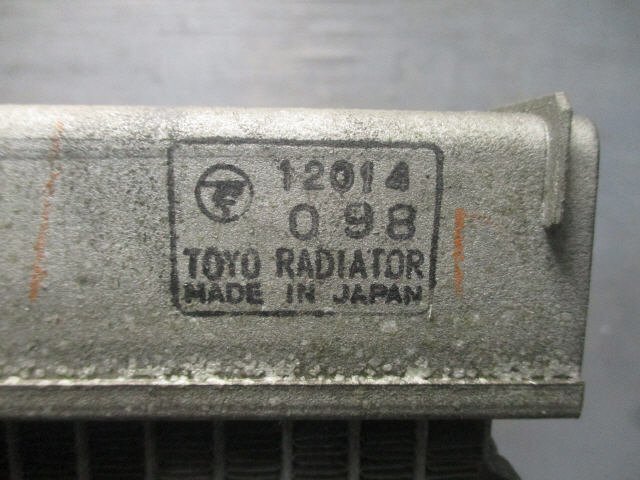 12014
098
TOYO RADIATOR
MADE IN JAPAN